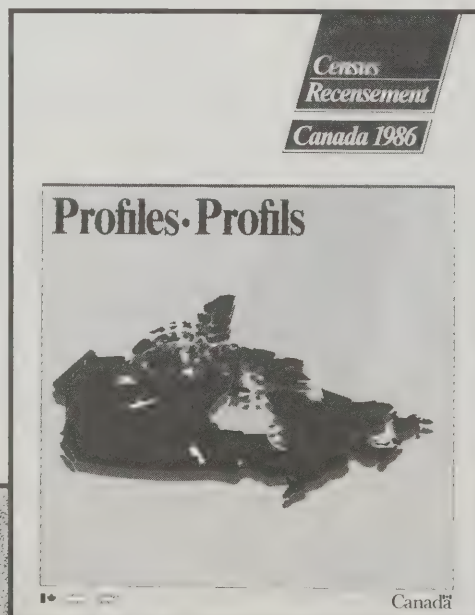 Census
Recensement
Canada 1986
Profiles • Profils
Canada